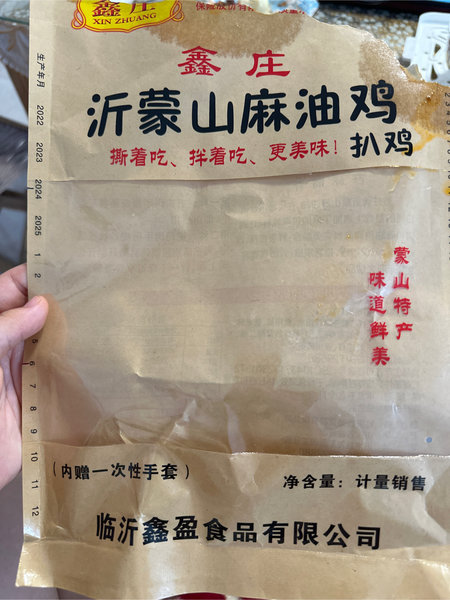 鑫庄
XIN ZHUANG
鑫庄
沂蒙山麻油鸡
撕着吃、拌着吃、更美味！
扒鸡
蒙山特产
味道鲜美
生产年月 2022 2023 2024 2025 1 2 5 6 7 8 9 10 11 12
（内赠一次性手套）
净含量：计量销售
临沂鑫盈食品有限公司